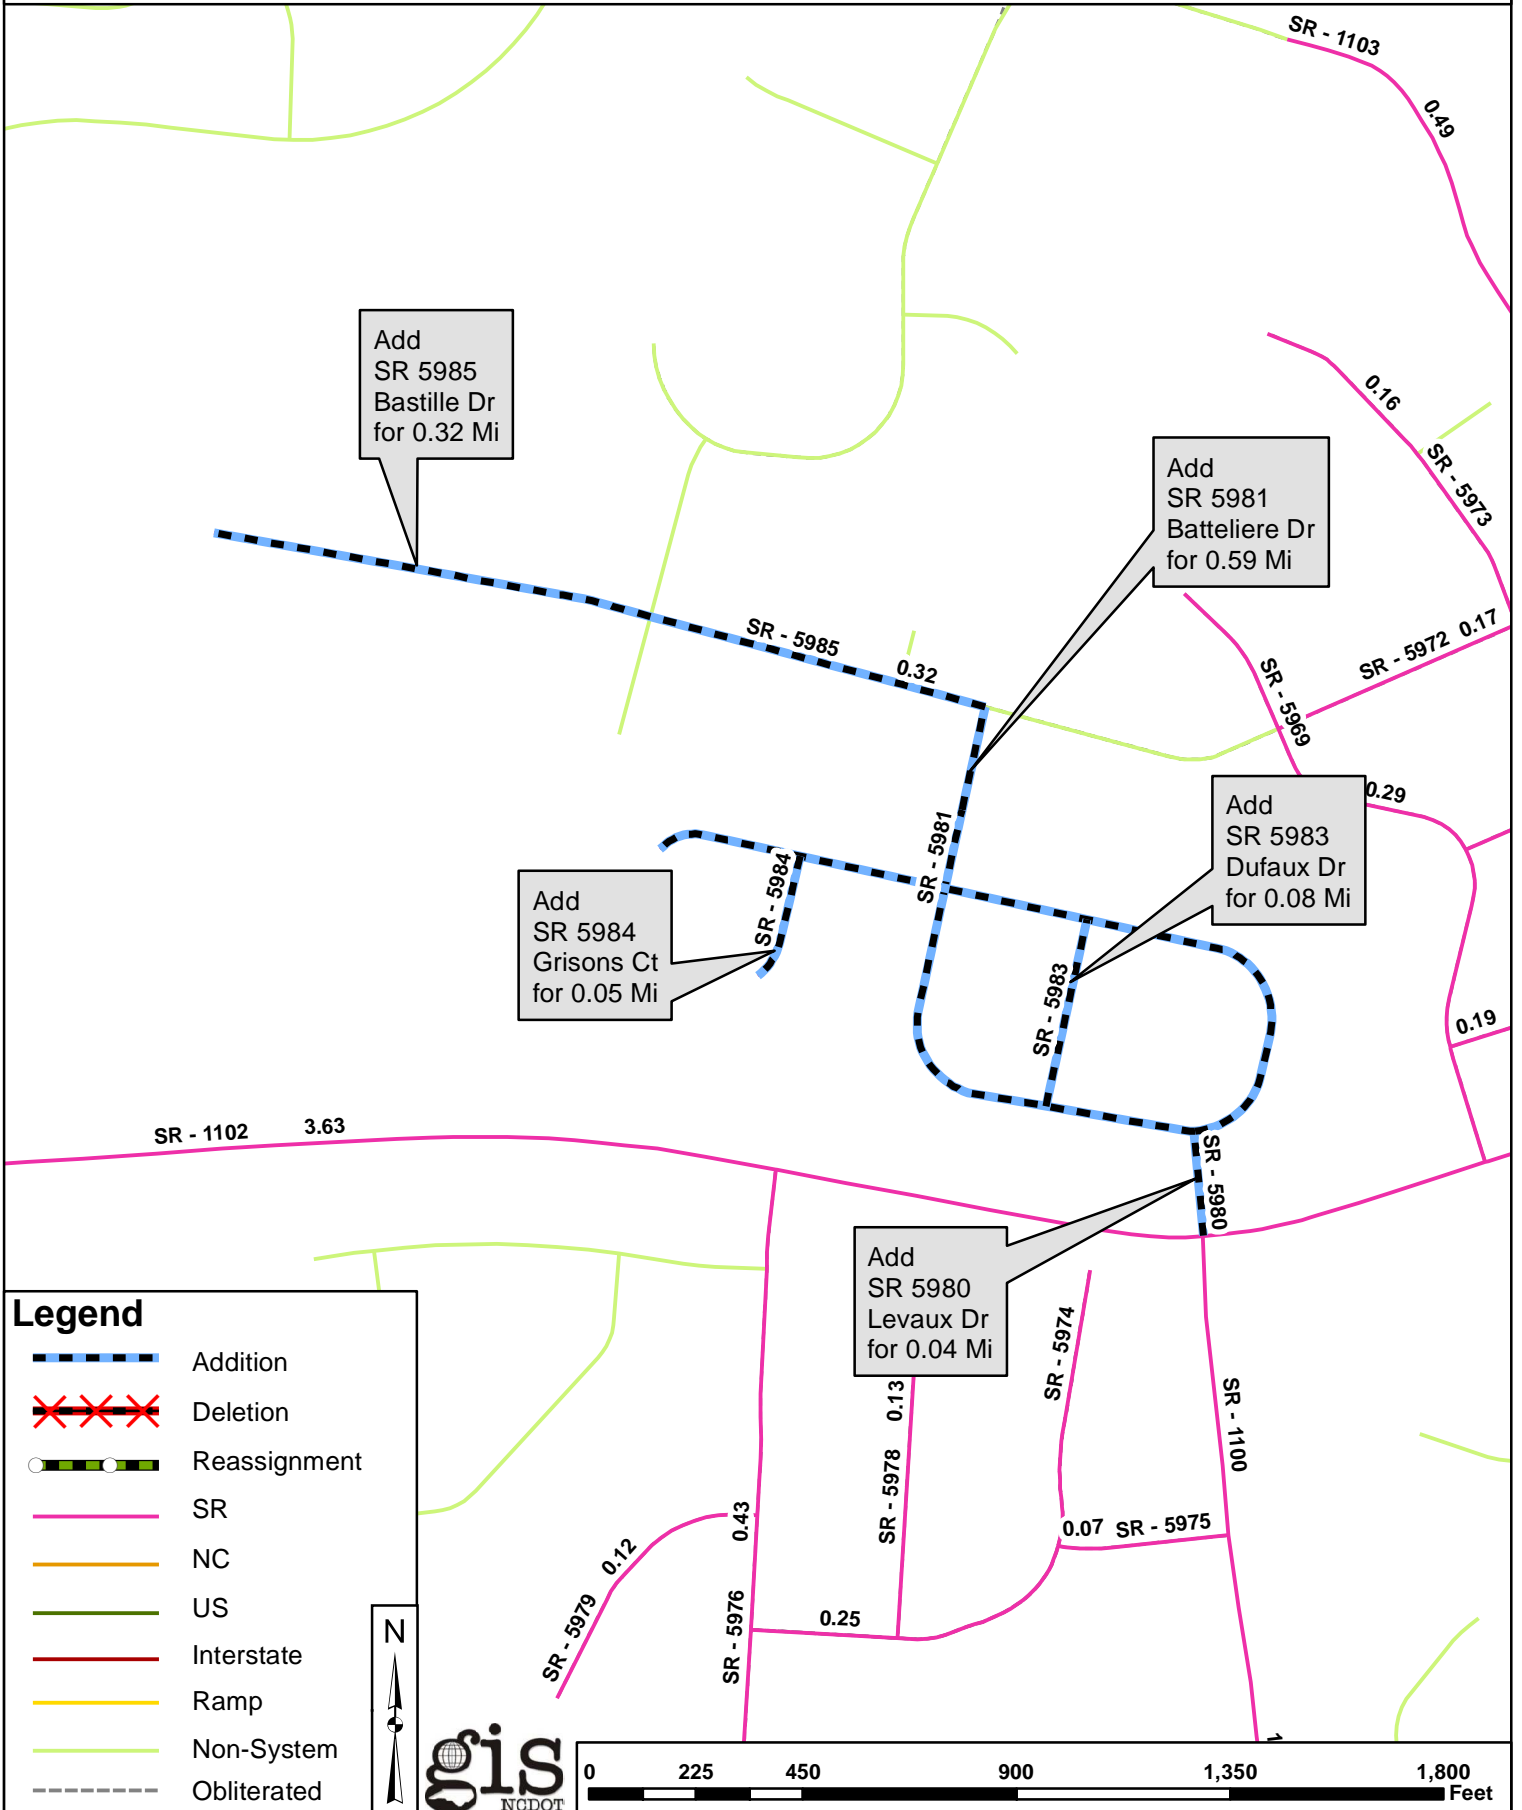 SR - 1103
0.49
Add
SR 5985
Bastille Dr
for 0.32 Mi
0.16
SR - 5973
Add
SR 5981
Batteliere Dr
for 0.59 Mi
SR - 5985
0.32
SR - 5972 0.17
SR - 5969
0.29
Add
SR 5983
Dufaux Dr
for 0.08 Mi
SR - 5981
SR - 5984
Add
SR 5984
Grisons Ct
for 0.05 Mi
SR - 5983
0.19
SR - 1102 3.63
SR - 5980
Add
SR 5980
Levaux Dr
for 0.04 Mi
SR - 5974
0.13
SR - 5978
SR - 1100
0.07 SR - 5975
0.43
0.12
SR - 5979
SR - 5976
0.25
1
Legend
Addition
Deletion
Reassignment
SR
NC
US
Interstate
Ramp
Non-System
Obliterated
N
gis
NCDOT
0 225 450 900 1,350 1,800
Feet